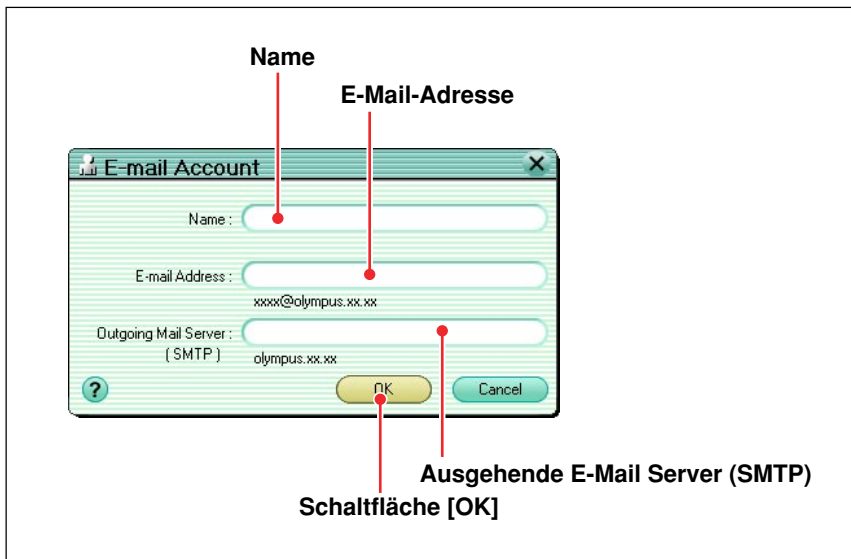 Name
E-Mail-Adresse
E-mail Account
Name :
E-mail Address :
xxxx@olympus.xx.xx
Outgoing Mail Server :
( SMTP )
olympus.xx.xx
?
OK
Cancel
Ausgehende E-Mail Server (SMTP)
Schaltfläche [OK]